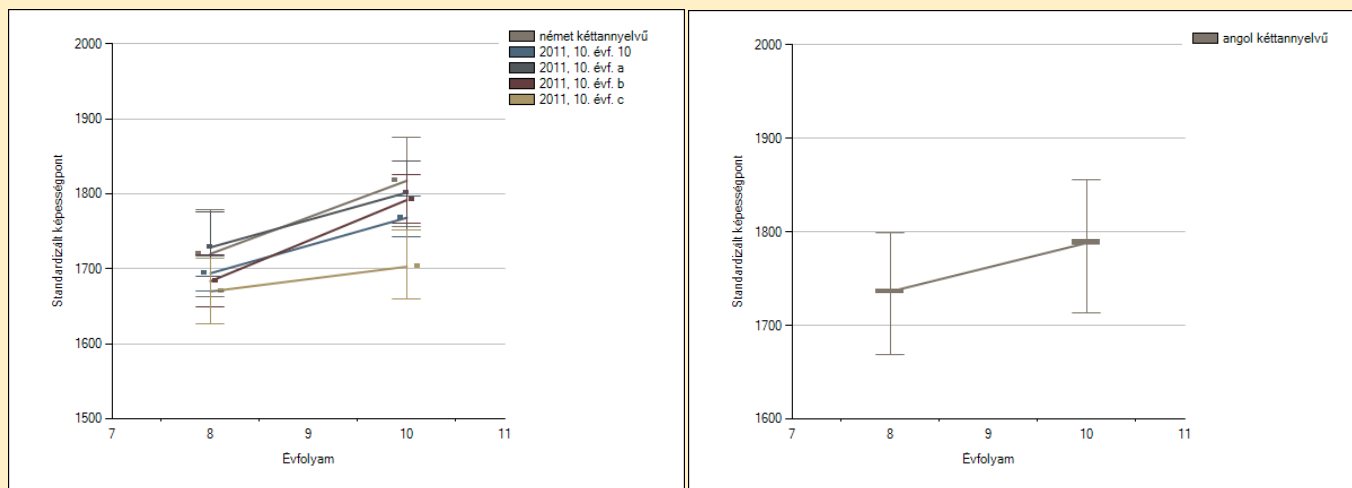 2000
1900
1800
1700
1600
1500
7
8
9
10
11
Standardizált képességpont
Évfolyam
német kéttannyelvű
2011, 10. évf. 10
2011, 10. évf. a
2011, 10. évf. b
2011, 10. évf. c
2000
1900
1800
1700
1600
7
8
9
10
11
Standardizált képességpont
Évfolyam
angol kéttannyelvű